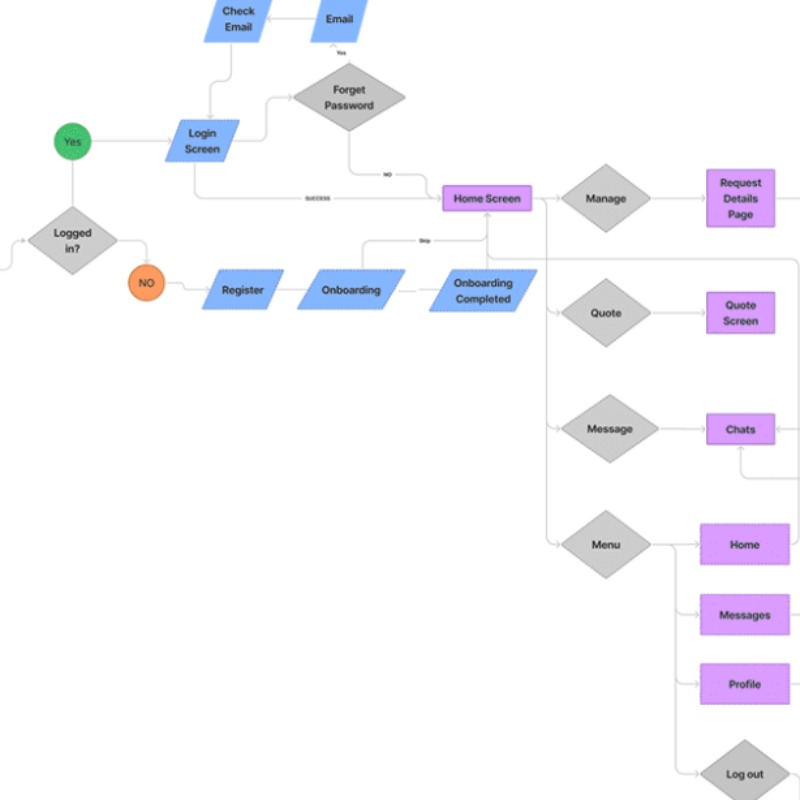 Check
Email
Email
Yes
Forget
Password
Yes
Login
Screen
NO
SUCCESS
Home Screen
Manage
Request
Details
Page
Logged
in?
Skip
NO
Register
Onboarding
Onboarding
Completed
Quote
Quote
Screen
Message
Chats
Menu
Home
Messages
Profile
Log out